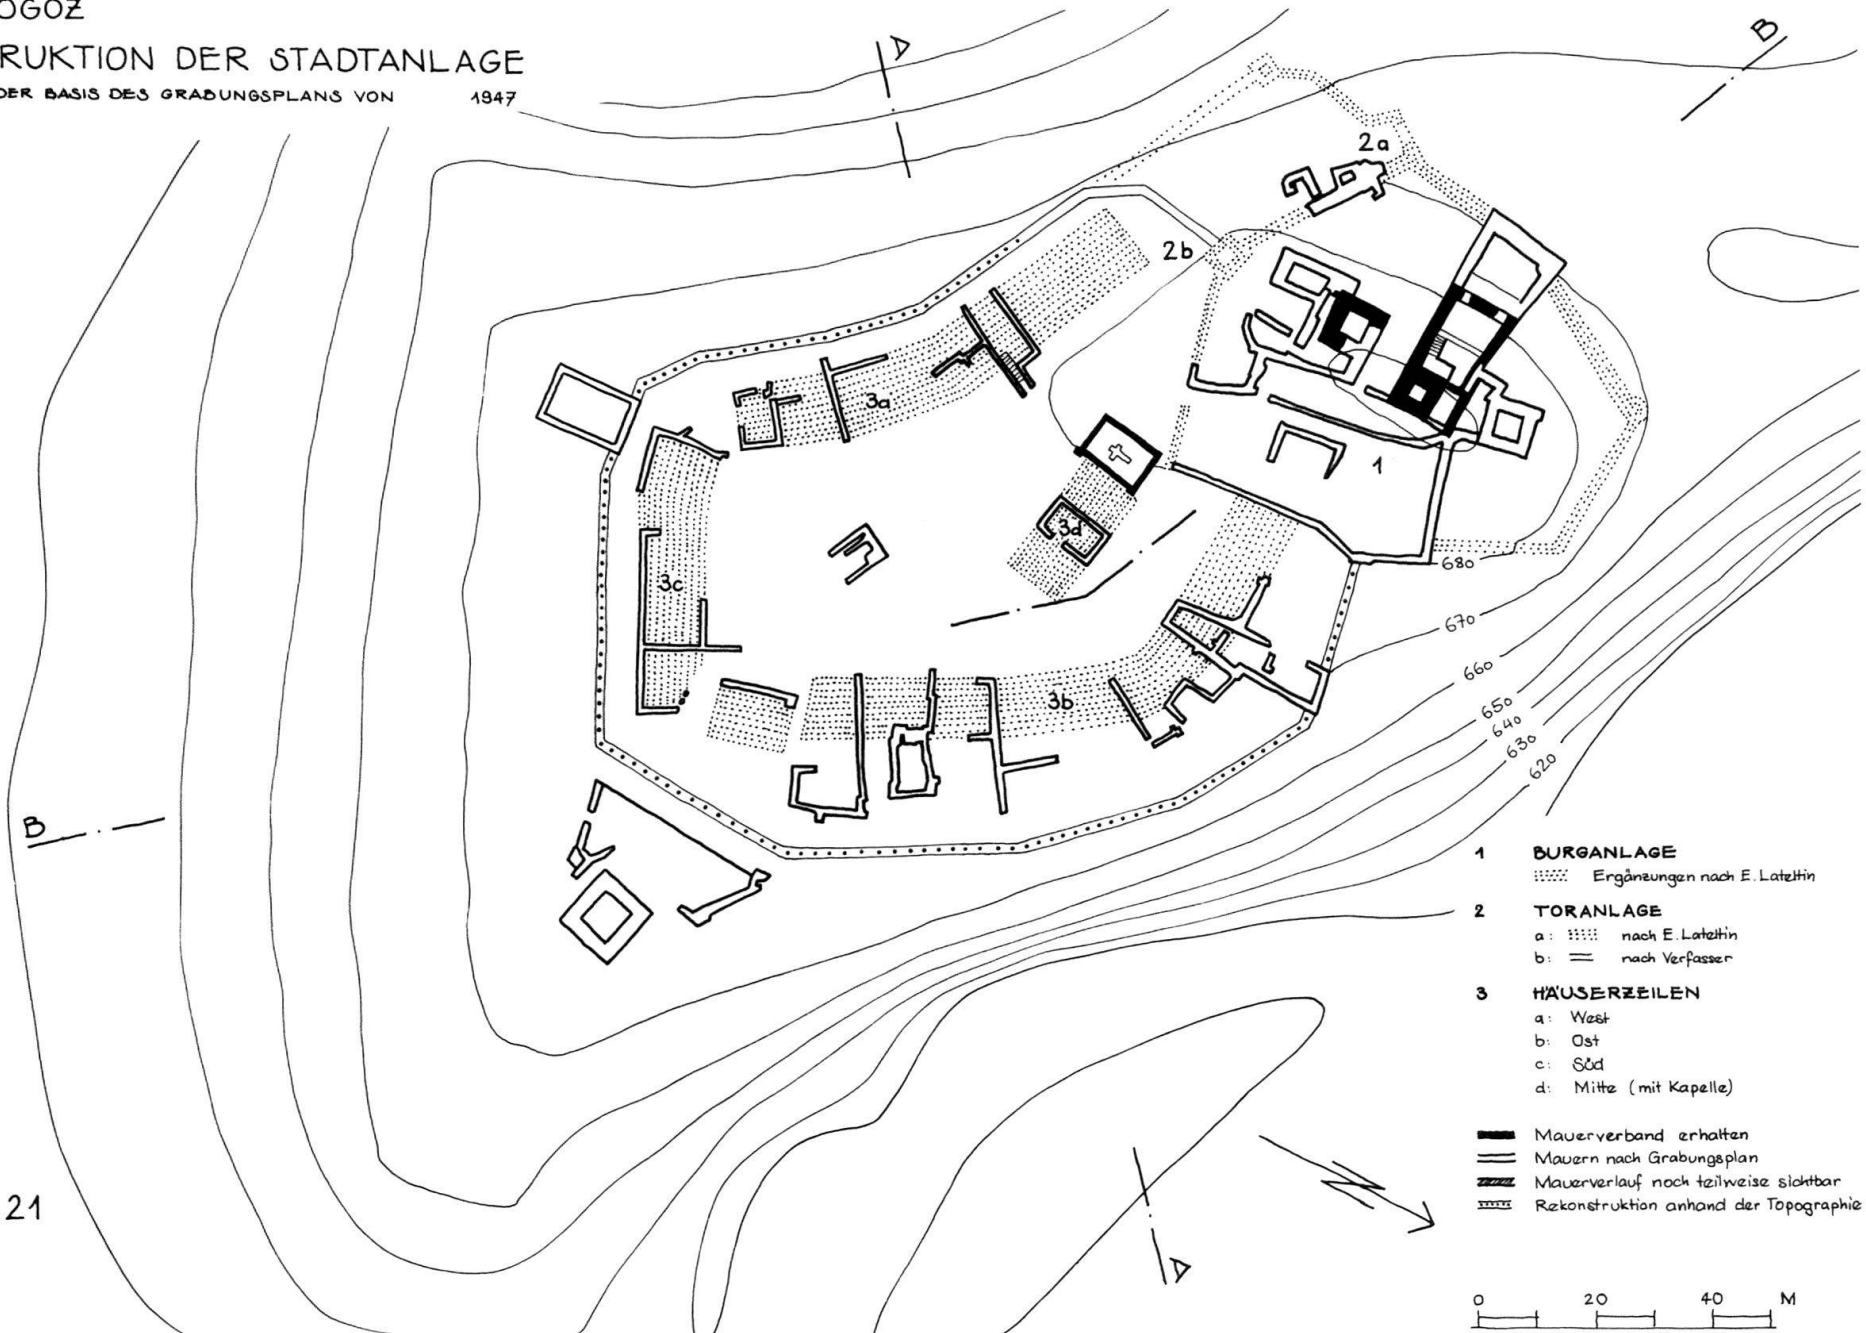 OGOZ
RUKTION DER STADTANLAGE
DER BASIS DES GRABUNGSPLANS VON 1947
D
B
2a
2b
3a
1
3d
3c
3b
680
670
660
650
640
630
620
B
1 BURGANLAGE
Ergänzungen nach E. Lateltin
2 TORANLAGE
a: nach E. Lateltin
b: nach Verfasser
3 HÄUSERZEILEN
a: West
b: Ost
c: Süd
d: Mitte (mit Kapelle)
Mauerverband erhalten
Mauern nach Grabungsplan
Mauerverlauf noch teilweise sichtbar
Rekonstruktion anhand der Topographie
21
N
D
0 20 40 M